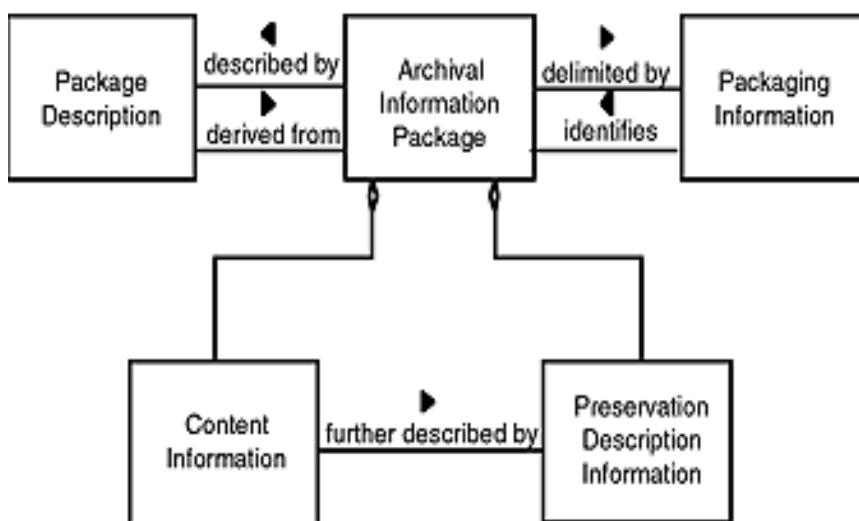 Package
Description
described by
derived from
Archival
Information
Package
delimited by
identifies
Packaging
Information
Content
Information
further described by
Preservation
Description
Information